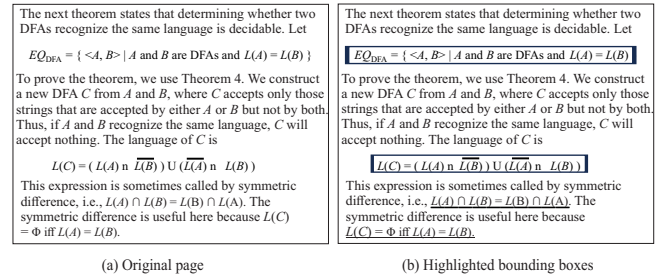 The next theorem states that determining whether two
DFAs recognize the same language is decidable. Let
EQDFA = { <A, B> | A and B are DFAs and L(A) = L(B) }
To prove the theorem, we use Theorem 4. We construct
a new DFA C from A and B, where C accepts only those
strings that are accepted by either A or B but not by both.
Thus, if A and B recognize the same language, C will
accept nothing. The language of C is
L(C) = ( L(A) n L(B) ) U (L(A) n L(B) )
This expression is sometimes called by symmetric
difference, i.e., L(A) ∩ L(B) = L(B) ∩ L(A). The
symmetric difference is useful here because L(C)
= Φ iff L(A) = L(B).
(a) Original page
The next theorem states that determining whether two
DFAs recognize the same language is decidable. Let
EQDFA = { <A, B> | A and B are DFAs and L(A) = L(B)
To prove the theorem, we use Theorem 4. We construct
a new DFA C from A and B, where C accepts only those
strings that are accepted by either A or B but not by both.
Thus, if A and B recognize the same language, C will
accept nothing. The language of C is
L(C) = ( L(A) n L(B) ) U (L(A) n L(B) )
This expression is sometimes called by symmetric
difference, i.e., L(A) ∩ L(B) = L(B) ∩ L(A). The
symmetric difference is useful here because
L(C) = Φ iff L(A) = L(B).
(b) Highlighted bounding boxes